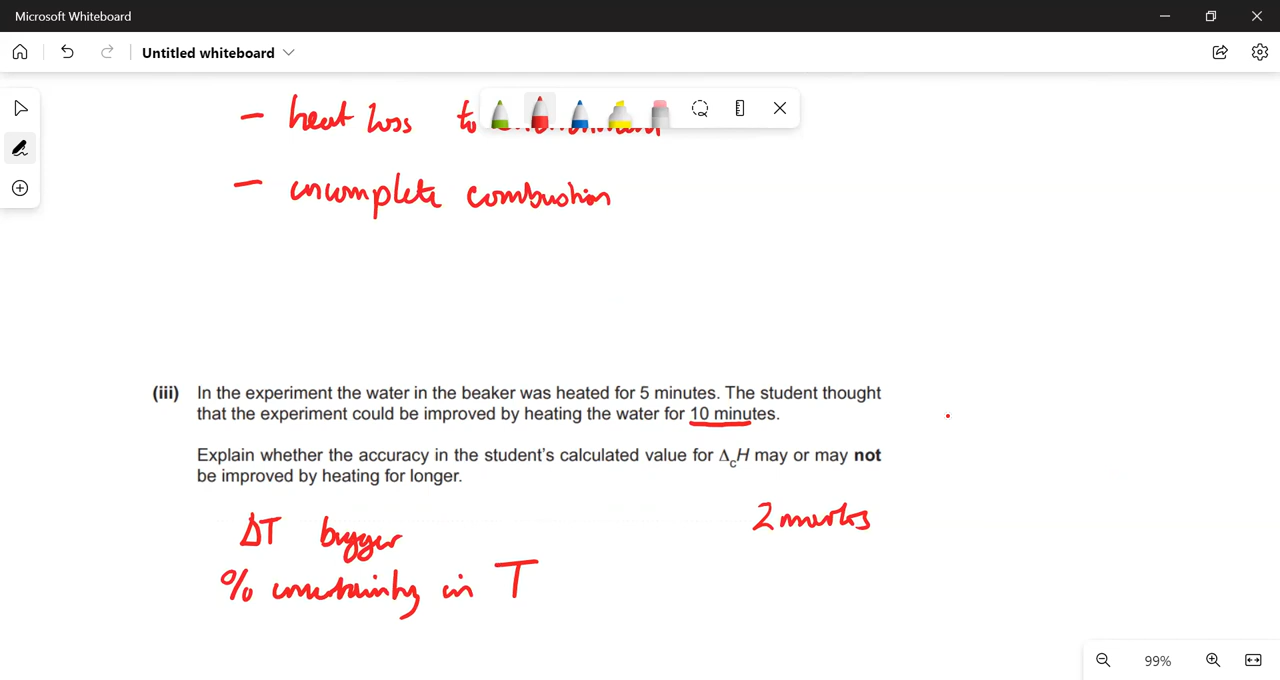 Microsoft Whiteboard
Untitled whiteboard
- heat loss to environment
- incomplete combustion
(iii) In the experiment the water in the beaker was heated for 5 minutes. The student thought
that the experiment could be improved by heating the water for 10 minutes.
Explain whether the accuracy in the student's calculated value for ΔcH may or may not
be improved by heating for longer.
2 marks
ΔT bigger
% uncertainty in T
99%